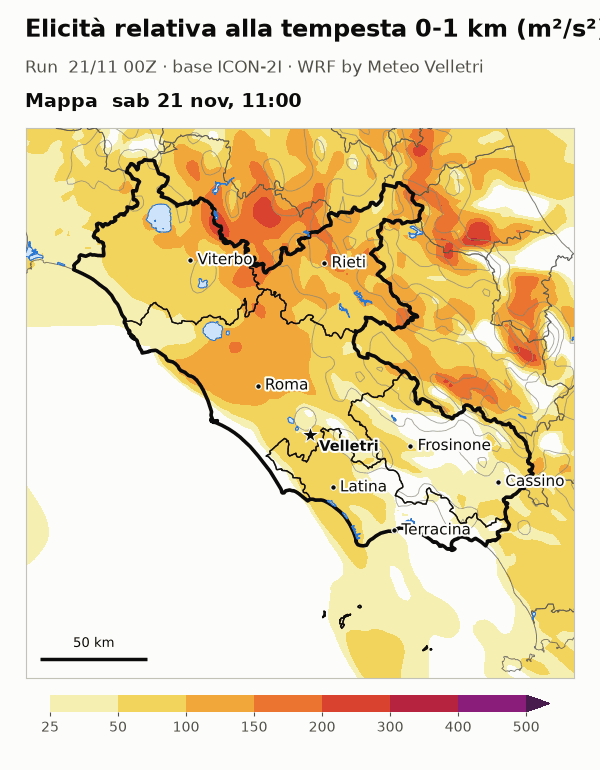 Elicità relativa alla tempesta 0-1 km (m²/s²)
Run  21/11 00Z · base ICON-2I · WRF by Meteo Velletri
Mappa  sab 21 nov, 11:00
Viterbo
Rieti
Roma
Velletri
Frosinone
Latina
Cassino
Terracina
50 km
25 50 100 150 200 300 400 500